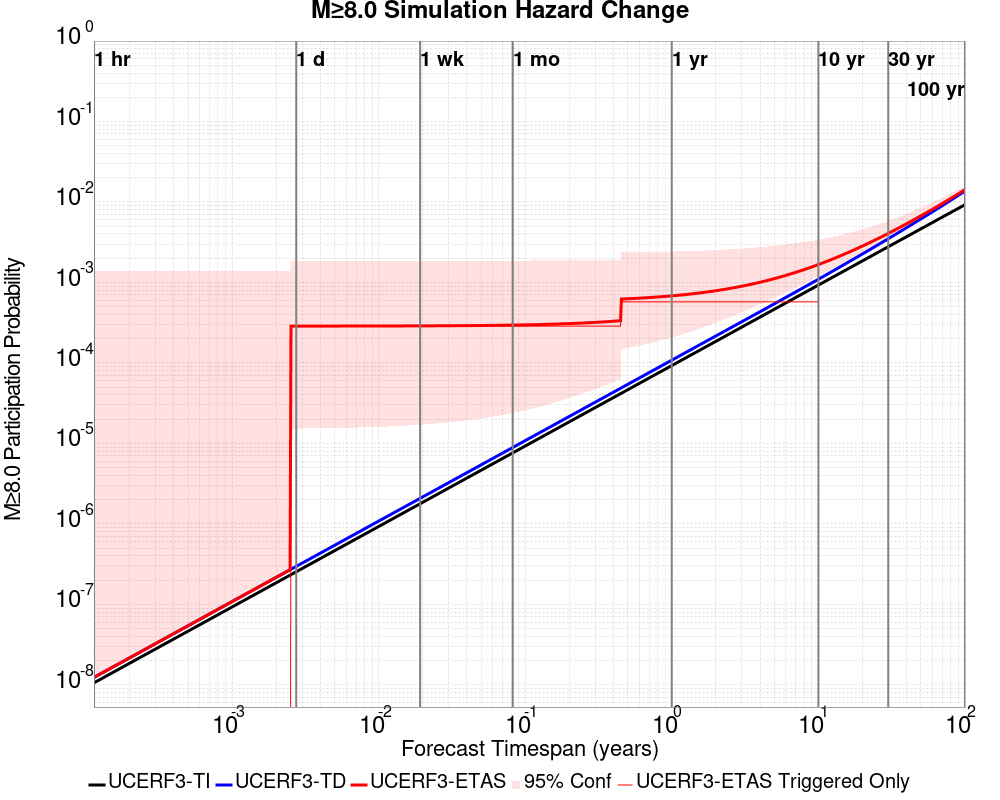 M≥8.0 Simulation Hazard Change
10^0
1 hr 1 d 1 wk 1 mo 1 yr 10 yr 30 yr
100 yr
10^-1
10^-2
10^-3
10^-4
10^-5
10^-6
10^-7
10^-8
M≥8.0 Participation Probability
10^-3 10^-2 10^-1 10^0 10^1 10^2
Forecast Timespan (years)
UCERF3-TI UCERF3-TD UCERF3-ETAS 95% Conf UCERF3-ETAS Triggered Only